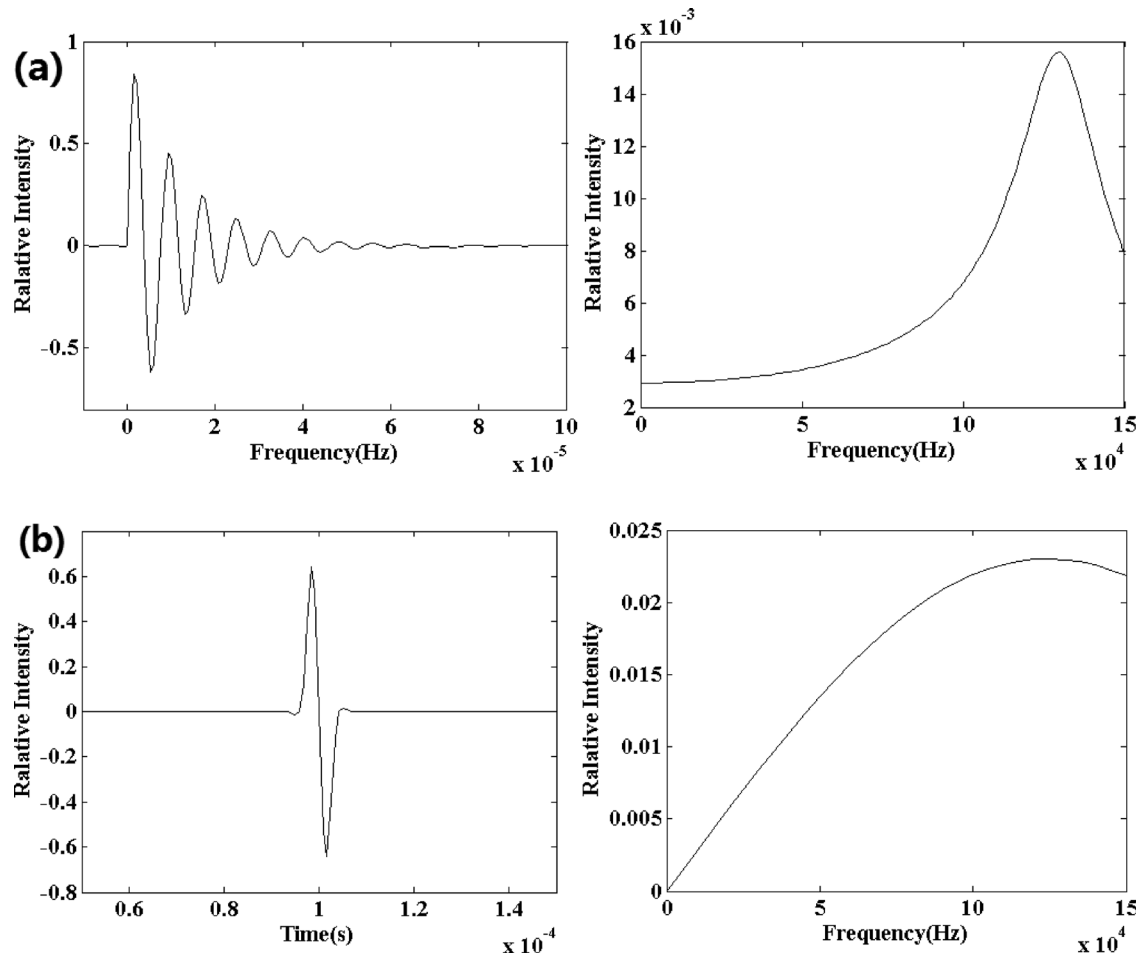 (a)
Ralative Intensity
1
0.5
0
-0.5
0 2 4 6 8 10
Frequency(Hz)
x 10-5
x 10-3
Ralative Intensity
16
14
12
10
8
6
4
2
0 5 10 15
Frequency(Hz)
x 104
(b)
Ralative Intensity
0.6
0.4
0.2
0
-0.2
-0.4
-0.6
-0.8
0.6 0.8 1 1.2 1.4
Time(s)
x 10-4
Ralative Intensity
0.025
0.02
0.015
0.01
0.005
0
0 5 10 15
Frequency(Hz)
x 104